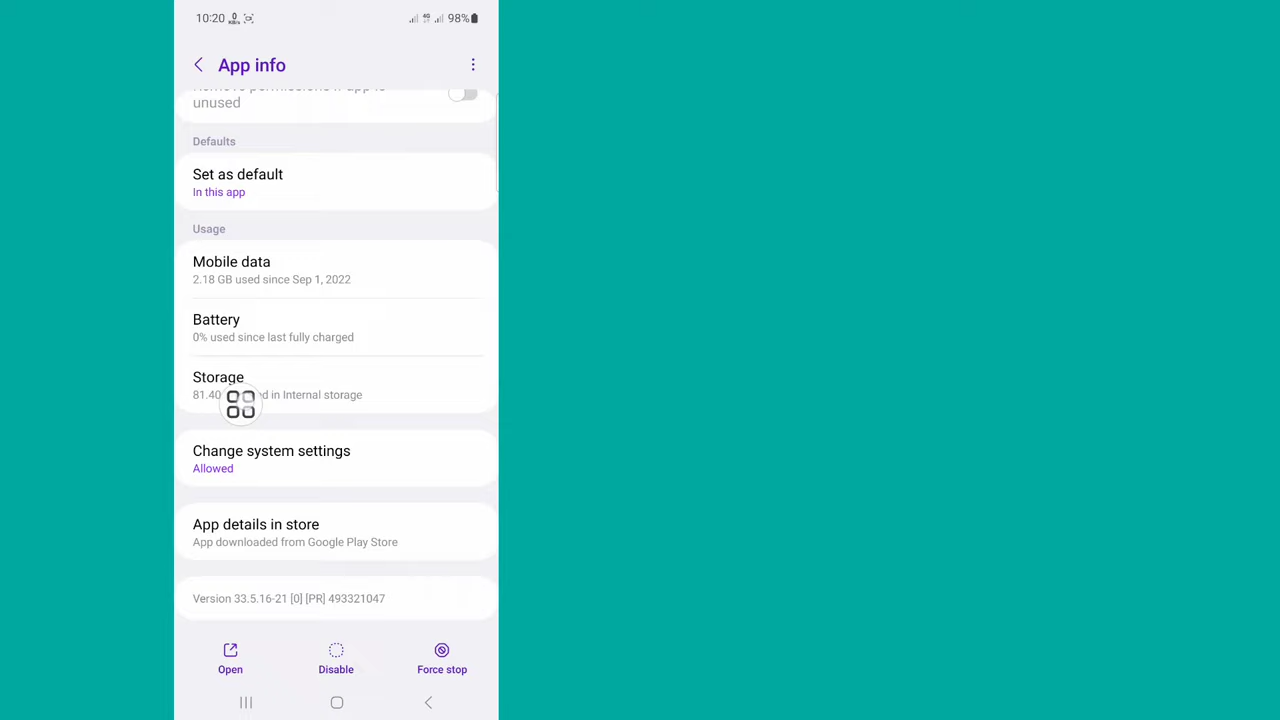 10:20 0 KB/s 4G 98%
App info
Remove permissions if app is
unused
Defaults
Set as default
In this app
Usage
Mobile data
2.18 GB used since Sep 1, 2022
Battery
0% used since last fully charged
Storage
81.40 d in Internal storage
Change system settings
Allowed
App details in store
App downloaded from Google Play Store
Version 33.5.16-21 [0] [PR] 493321047
Open
Disable
Force stop